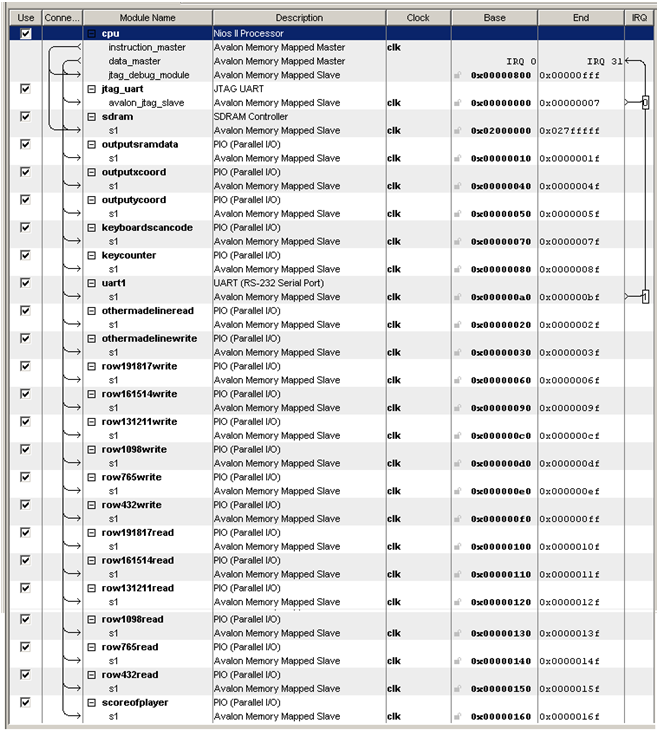 Use Conne... Module Name Description Clock Base End IRQ
cpu Nios II Processor
instruction_master Avalon Memory Mapped Master clk
data_master Avalon Memory Mapped Master IRQ 0 IRQ 31
jtag_debug_module Avalon Memory Mapped Slave 0x00000800 0x00000fff
jtag_uart JTAG UART
avalon_jtag_slave Avalon Memory Mapped Slave clk 0x00000000 0x00000007 0
sdram SDRAM Controller
s1 Avalon Memory Mapped Slave clk 0x02000000 0x027fffff
outputsramdata PIO (Parallel I/O)
s1 Avalon Memory Mapped Slave clk 0x00000010 0x0000001f
outputxcoord PIO (Parallel I/O)
s1 Avalon Memory Mapped Slave clk 0x00000040 0x0000004f
outputycoord PIO (Parallel I/O)
s1 Avalon Memory Mapped Slave clk 0x00000050 0x0000005f
keyboardscancode PIO (Parallel I/O)
s1 Avalon Memory Mapped Slave clk 0x00000070 0x0000007f
keycounter PIO (Parallel I/O)
s1 Avalon Memory Mapped Slave clk 0x00000080 0x0000008f
uart1 UART (RS-232 Serial Port)
s1 Avalon Memory Mapped Slave clk 0x000000a0 0x000000bf 1
othermadelineread PIO (Parallel I/O)
s1 Avalon Memory Mapped Slave clk 0x00000020 0x0000002f
othermadelinewrite PIO (Parallel I/O)
s1 Avalon Memory Mapped Slave clk 0x00000030 0x0000003f
row191817write PIO (Parallel I/O)
s1 Avalon Memory Mapped Slave clk 0x00000060 0x0000006f
row161514write PIO (Parallel I/O)
s1 Avalon Memory Mapped Slave clk 0x00000090 0x0000009f
row131211write PIO (Parallel I/O)
s1 Avalon Memory Mapped Slave clk 0x000000c0 0x000000cf
row1098write PIO (Parallel I/O)
s1 Avalon Memory Mapped Slave clk 0x000000d0 0x000000df
row765write PIO (Parallel I/O)
s1 Avalon Memory Mapped Slave clk 0x000000e0 0x000000ef
row432write PIO (Parallel I/O)
s1 Avalon Memory Mapped Slave clk 0x000000f0 0x000000ff
row191817read PIO (Parallel I/O)
s1 Avalon Memory Mapped Slave clk 0x00000100 0x0000010f
row161514read PIO (Parallel I/O)
s1 Avalon Memory Mapped Slave clk 0x00000110 0x0000011f
row131211read PIO (Parallel I/O)
s1 Avalon Memory Mapped Slave clk 0x00000120 0x0000012f
row1098read PIO (Parallel I/O)
s1 Avalon Memory Mapped Slave clk 0x00000130 0x0000013f
row765read PIO (Parallel I/O)
s1 Avalon Memory Mapped Slave clk 0x00000140 0x0000014f
row432read PIO (Parallel I/O)
s1 Avalon Memory Mapped Slave clk 0x00000150 0x0000015f
scoreofplayer PIO (Parallel I/O)
s1 Avalon Memory Mapped Slave clk 0x00000160 0x0000016f